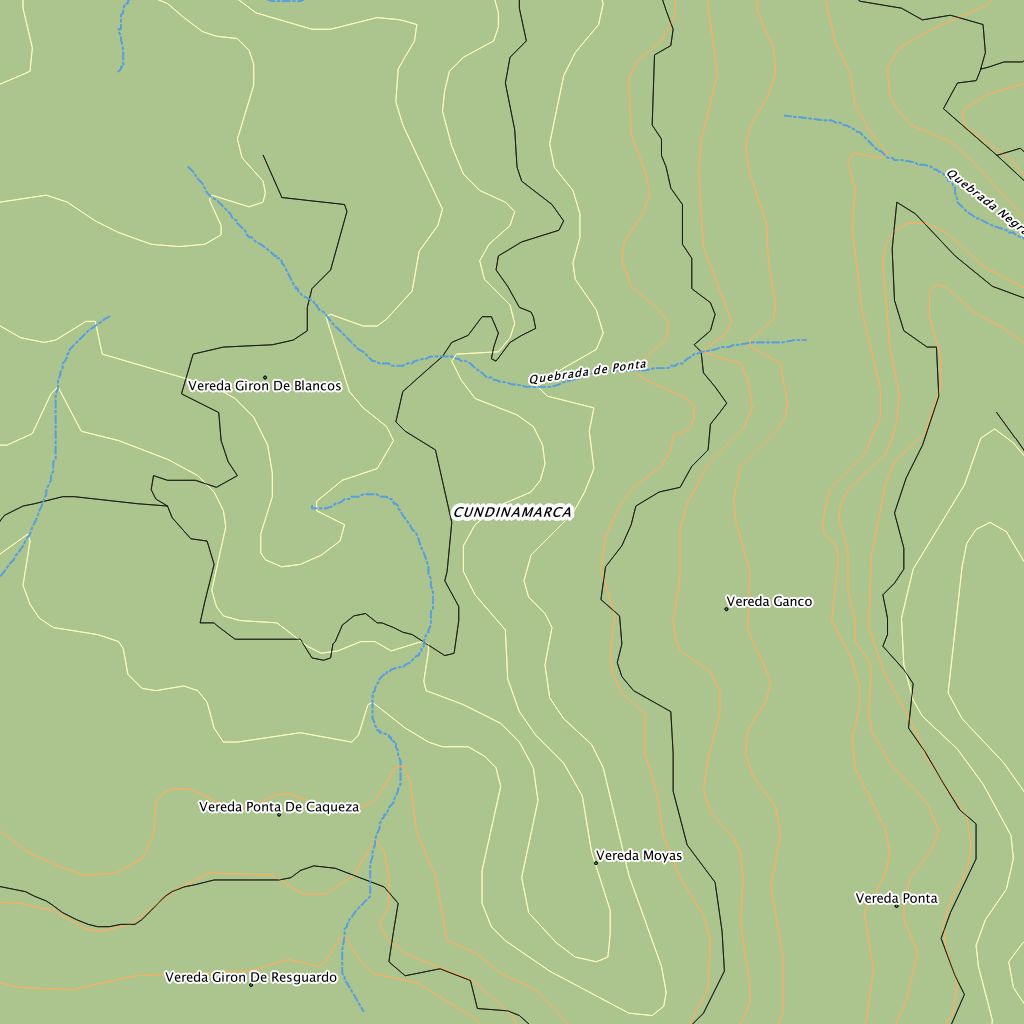 Quebrada Negra
Quebrada de Ponta
Vereda Giron De Blancos
CUNDINAMARCA
Vereda Ganco
Vereda Ponta De Caqueza
Vereda Moyas
Vereda Ponta
Vereda Giron De Resguardo